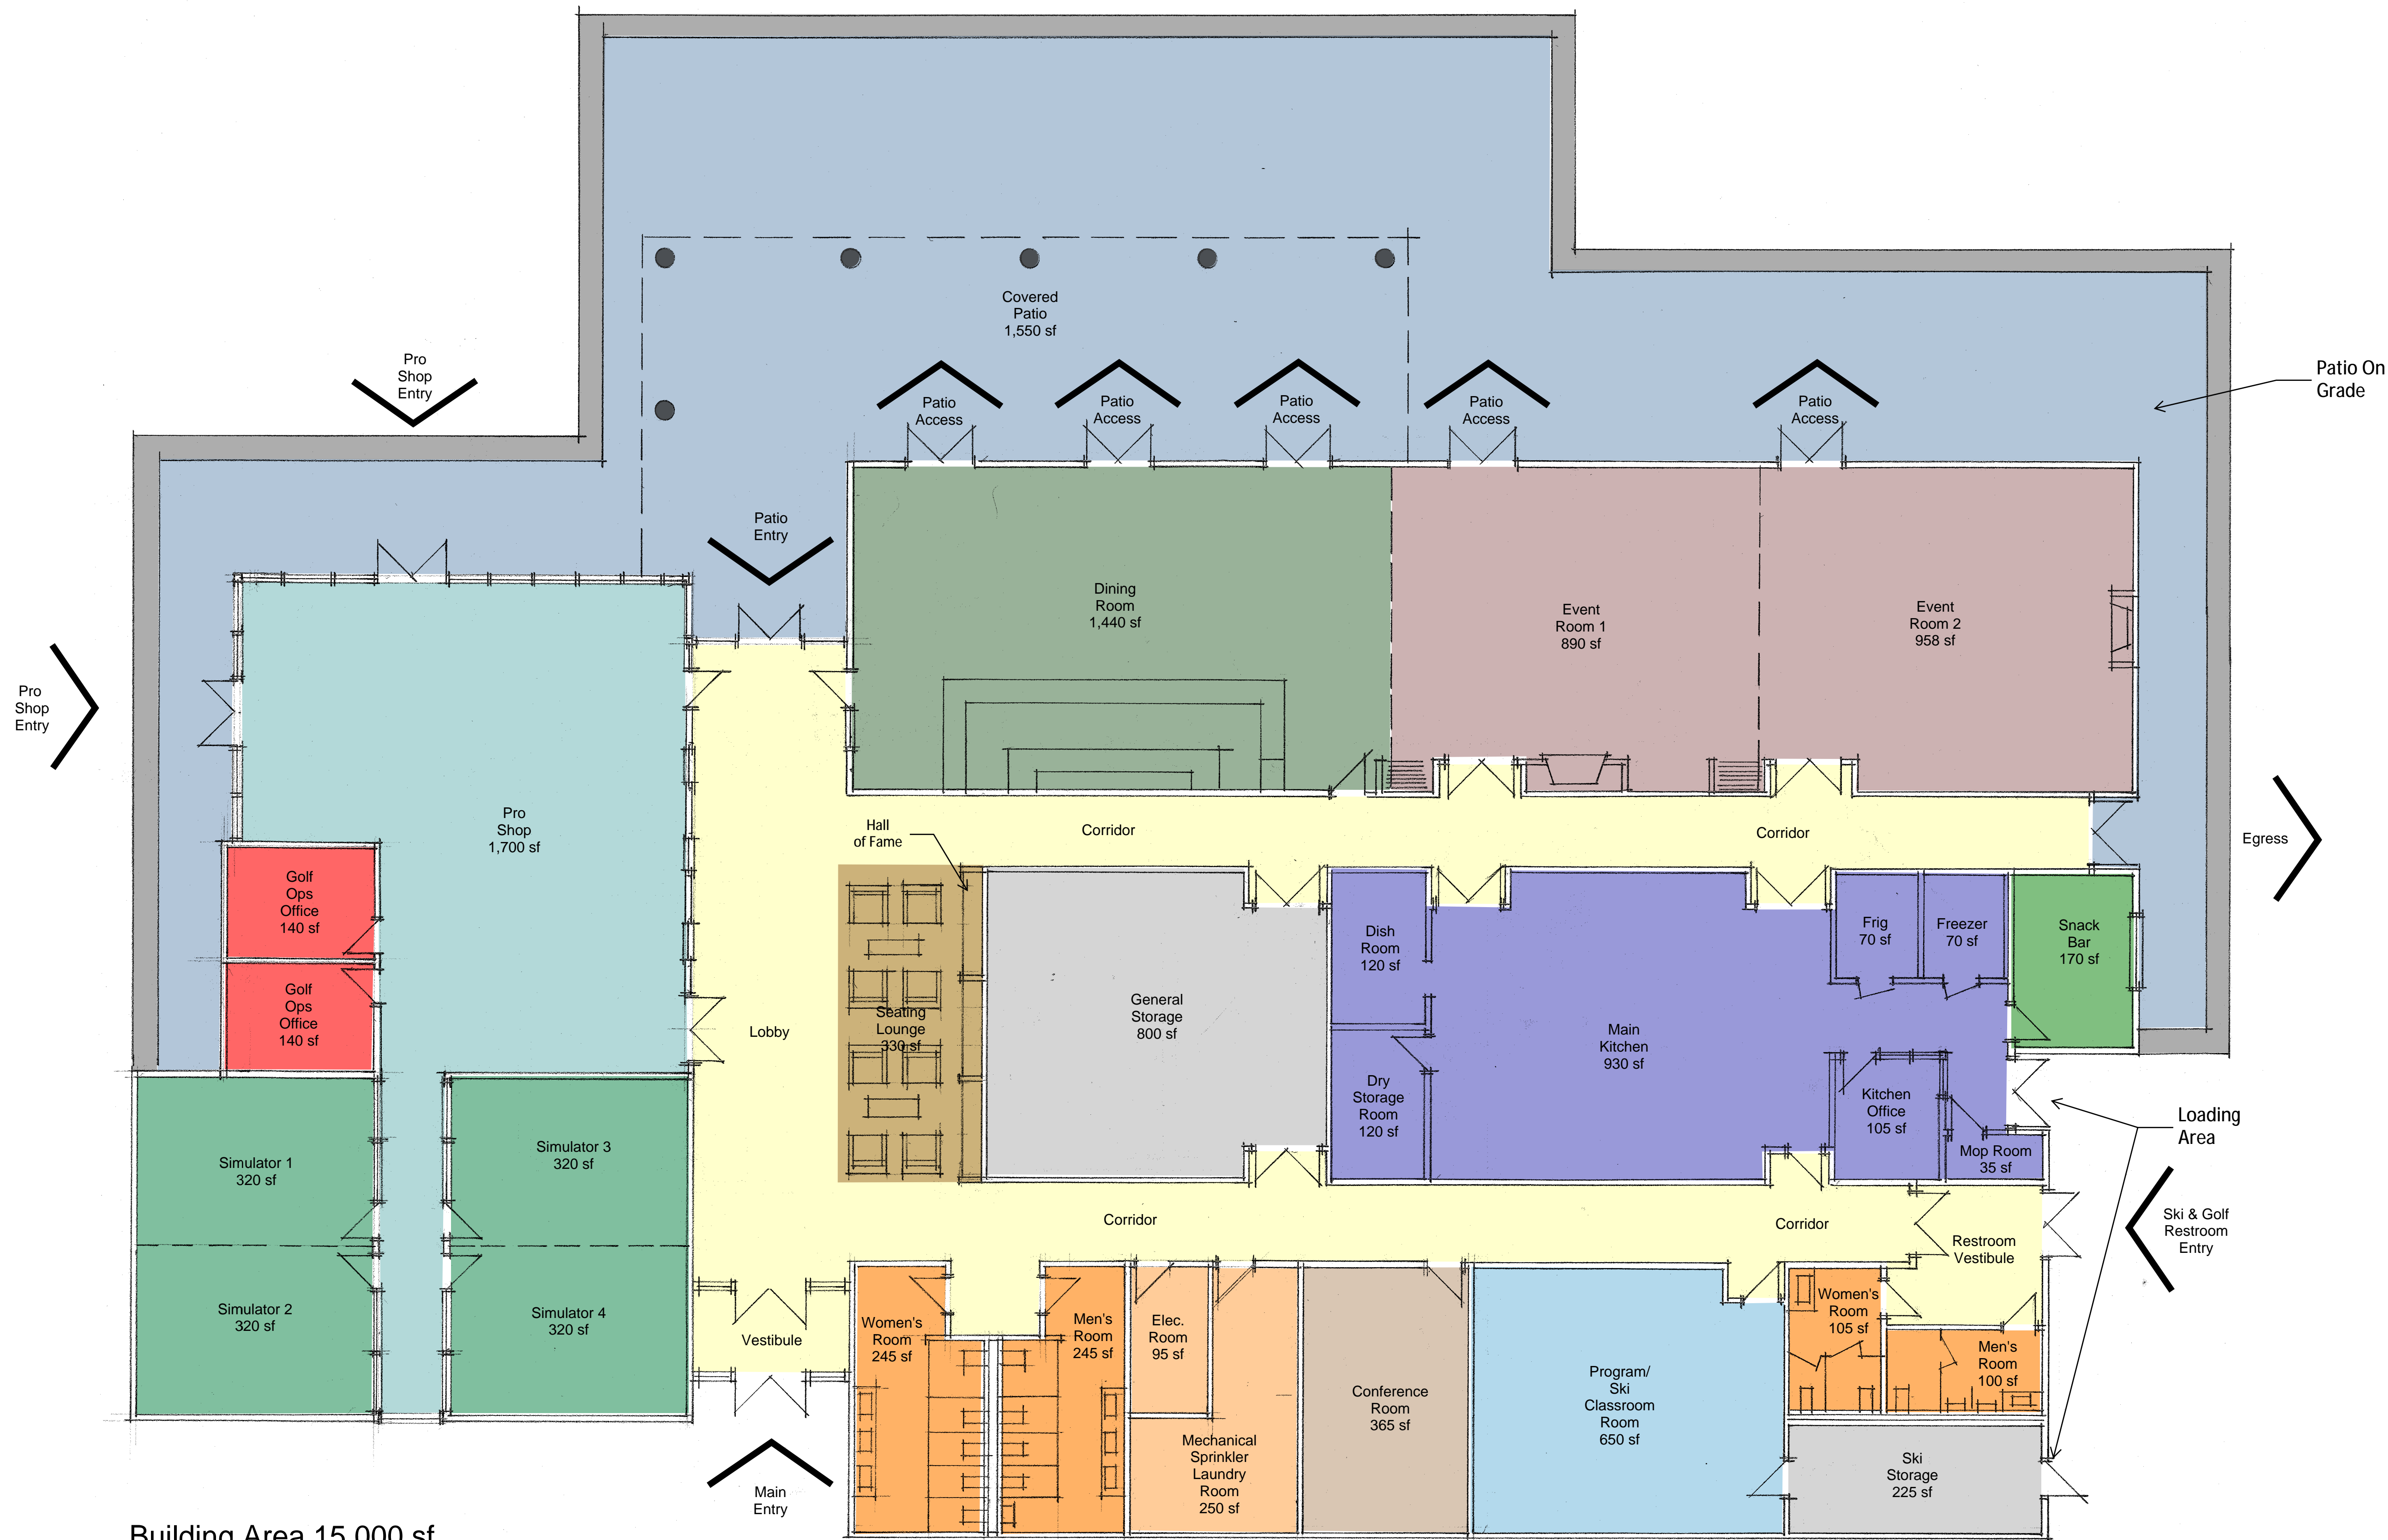 Covered
Patio
1,550 sf
Pro
Shop
Entry
Patio On
Grade
Patio
Access
Patio
Access
Patio
Access
Patio
Access
Patio
Access
Patio
Entry
Dining
Room
1,440 sf
Event
Room 1
890 sf
Event
Room 2
958 sf
Pro
Shop
Entry
Pro
Shop
1,700 sf
Hall
of Fame
Corridor
Corridor
Egress
Golf
Ops
Office
140 sf
Golf
Ops
Office
140 sf
Lobby
Seating
Lounge
330 sf
General
Storage
800 sf
Dish
Room
120 sf
Dry
Storage
Room
120 sf
Main
Kitchen
930 sf
Frig
70 sf
Freezer
70 sf
Snack
Bar
170 sf
Kitchen
Office
105 sf
Mop Room
35 sf
Loading
Area
Simulator 1
320 sf
Simulator 3
320 sf
Simulator 2
320 sf
Simulator 4
320 sf
Corridor
Corridor
Restroom
Vestibule
Ski & Golf
Restroom
Entry
Vestibule
Women's
Room
245 sf
Men's
Room
245 sf
Elec.
Room
95 sf
Mechanical
Sprinkler
Laundry
Room
250 sf
Conference
Room
365 sf
Program/
Ski
Classroom
Room
650 sf
Women's
Room
105 sf
Men's
Room
100 sf
Ski
Storage
225 sf
Main
Entry
Building Area 15,000 sf